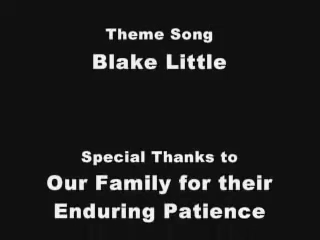 Theme Song
Blake Little
Special Thanks to
Our Family for their
Enduring Patience